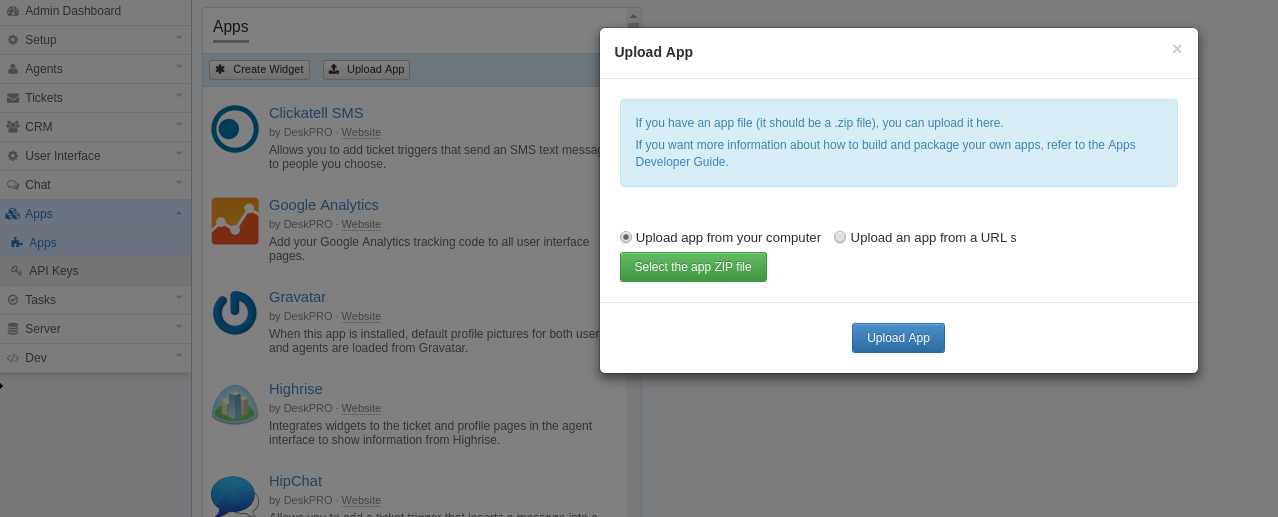 Admin Dashboard
Setup
Agents
Tickets
CRM
User Interface
Chat
Apps
Apps
API Keys
Tasks
Server
Dev
Apps
Create Widget
Upload App
Clickatell SMS
by DeskPRO · Website
Allows you to add ticket triggers that send an SMS text messag
to people you choose.
Google Analytics
by DeskPRO · Website
Add your Google Analytics tracking code to all user interface
pages.
Gravatar
by DeskPRO · Website
When this app is installed, default profile pictures for both user
and agents are loaded from Gravatar.
Highrise
by DeskPRO · Website
Integrates widgets to the ticket and profile pages in the agent
interface to show information from Highrise.
HipChat
by DeskPRO · Website
Allows you to add a ticket trigger that inserts a message into a
Upload App
×
If you have an app file (it should be a .zip file), you can upload it here.
If you want more information about how to build and package your own apps, refer to the Apps
Developer Guide.
Upload app from your computer
Upload an app from a URL s
Select the app ZIP file
Upload App